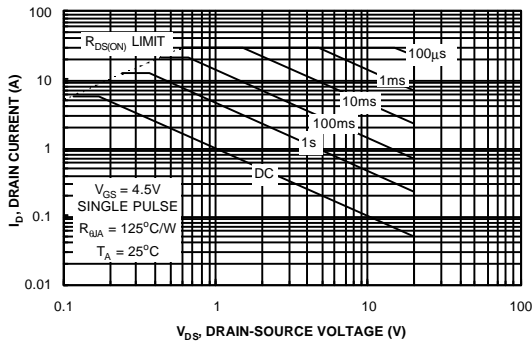 100
10
1
0.1
0.01
I_D, DRAIN CURRENT (A)
R_DS(ON) LIMIT
100µs
1ms
10ms
100ms
1s
DC
V_GS = 4.5V
SINGLE PULSE
R_θJA = 125°C/W
T_A = 25°C
0.1
1
10
100
V_DS, DRAIN-SOURCE VOLTAGE (V)